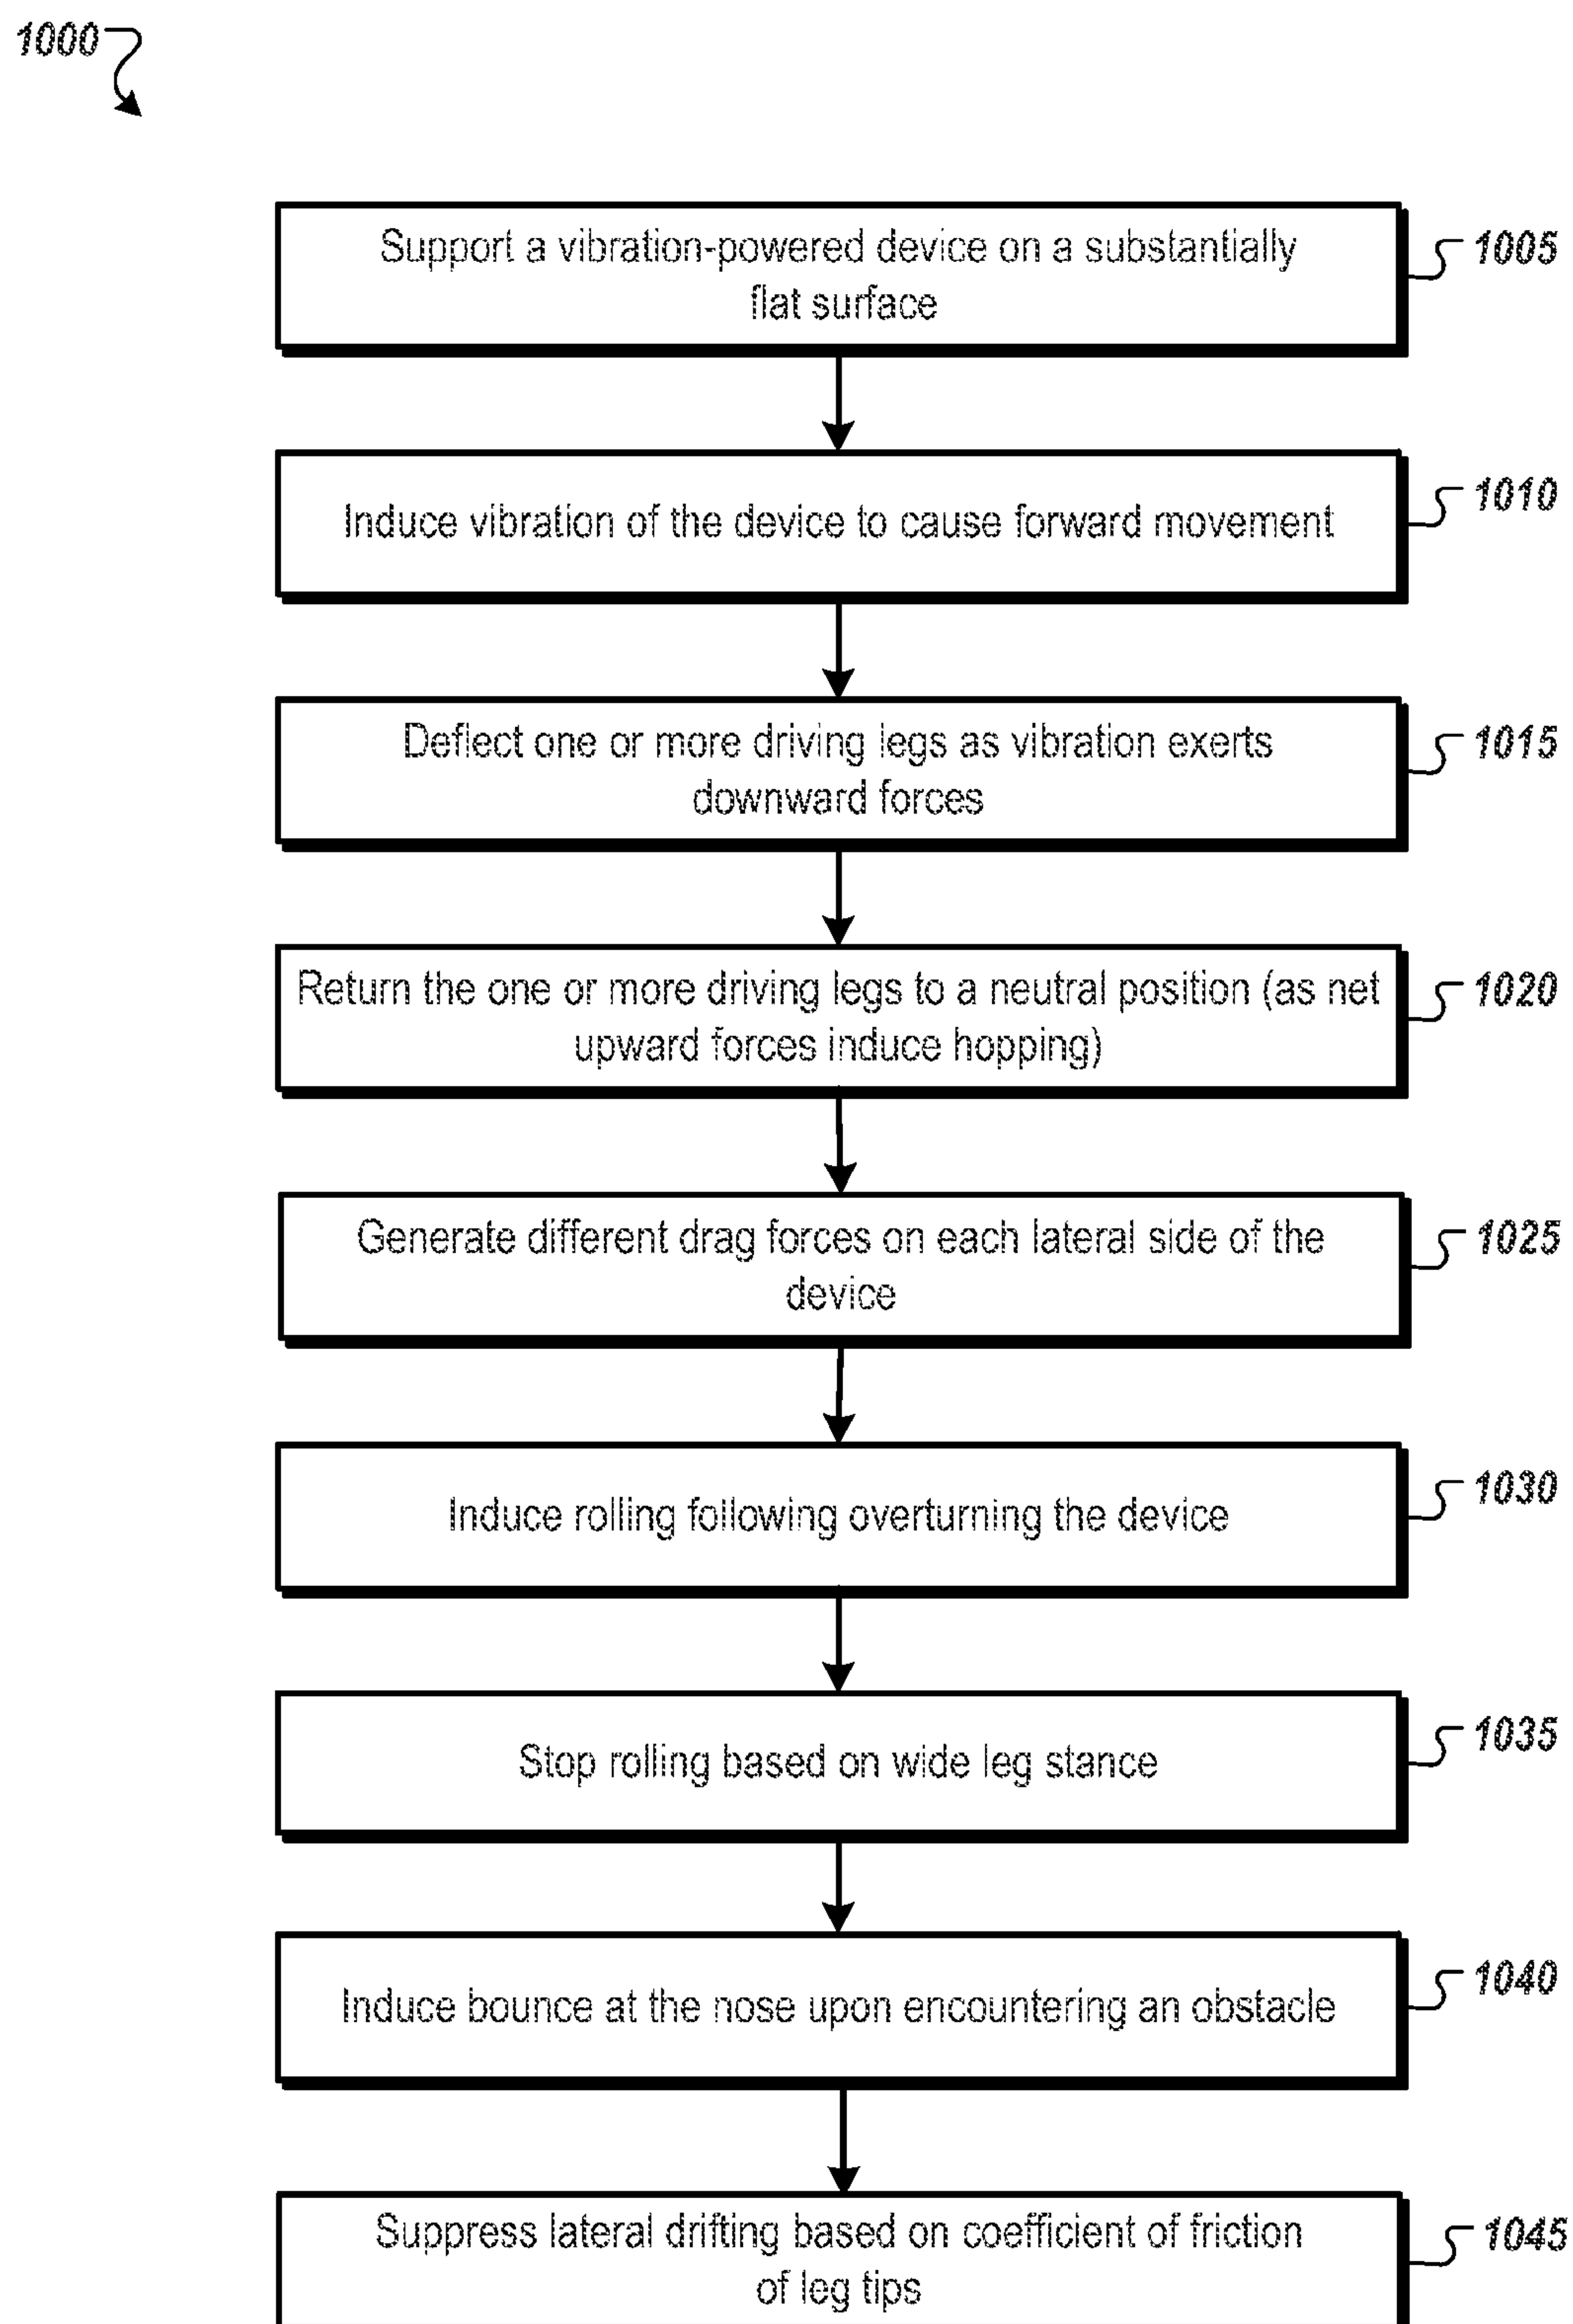 1000
Support a vibration-powered device on a substantially
flat surface
1005
Induce vibration of the device to cause forward movement
1010
Deflect one or more driving legs as vibration exerts
downward forces
1015
Return the one or more driving legs to a neutral position (as net
upward forces induce hopping)
1020
Generate different drag forces on each lateral side of the
device
1025
Induce rolling following overturning the device
1030
Stop rolling based on wide leg stance
1035
Induce bounce at the nose upon encountering an obstacle
1040
Suppress lateral drifting based on coefficient of friction
of leg tips
1045